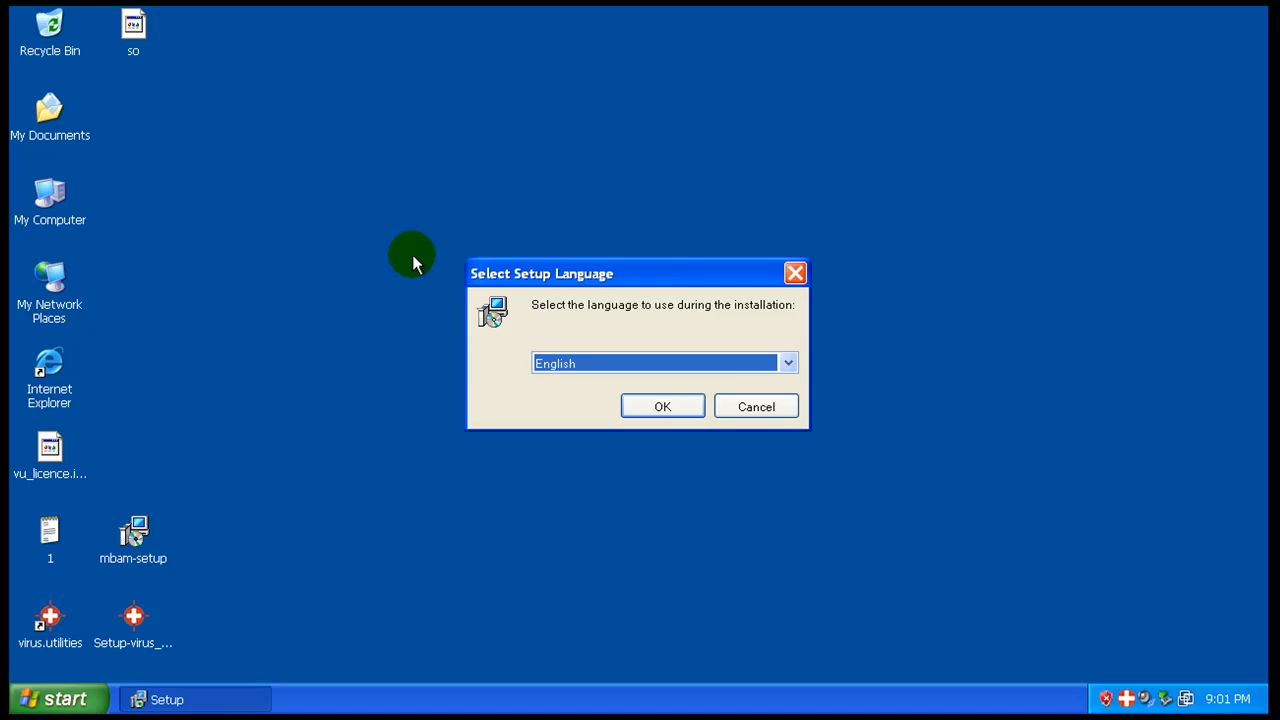 Recycle Bin
so
My Documents
My Computer
My Network
Places
Internet
Explorer
vu_licence.i...
1
mbam-setup
virus.utilities
Setup-virus_...
Select Setup Language
Select the language to use during the installation:
English
OK
Cancel
start
Setup
9:01 PM